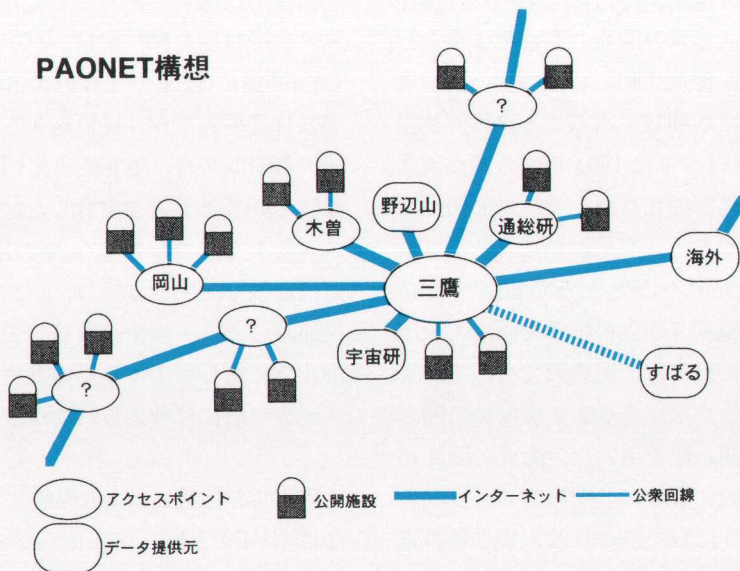 PAONET構想
?
木曽
野辺山
通総研
海外
岡山
三鷹
?
宇宙研
すばる
?
アクセスポイント
公開施設
インターネット
公衆回線
データ提供元